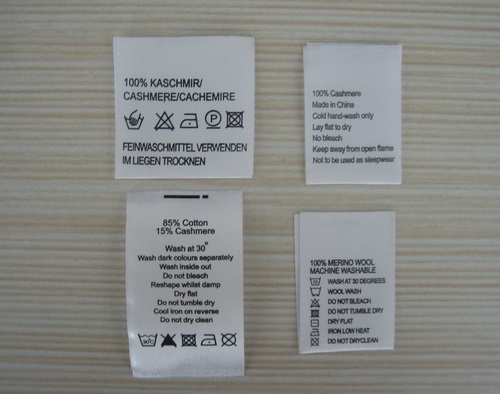 100% KASCHMIR/
CASHMERE/CACHEMIRE
P
FEINWASCHMITTEL VERWENDEN
IM LIEGEN TROCKNEN
100% Cashmere
Made in China
Cold hand-wash only
Lay flat to dry
No bleach
Keep away from open flame
Not to be used as sleepwear
85% Cotton
15% Cashmere
Wash at 30°
Wash dark colours separately
Wash inside out
Do not bleach
Reshape whilst damp
Dry flat
Do not tumble dry
Cool iron on reverse
Do not dry clean
30°
100% MERINO WOOL
MACHINE WASHABLE
WASH AT 30 DEGREES
WOOL WASH
DO NOT BLEACH
DO NOT TUMBLE DRY
DRY FLAT
IRON LOW HEAT
DO NOT DRYCLEAN